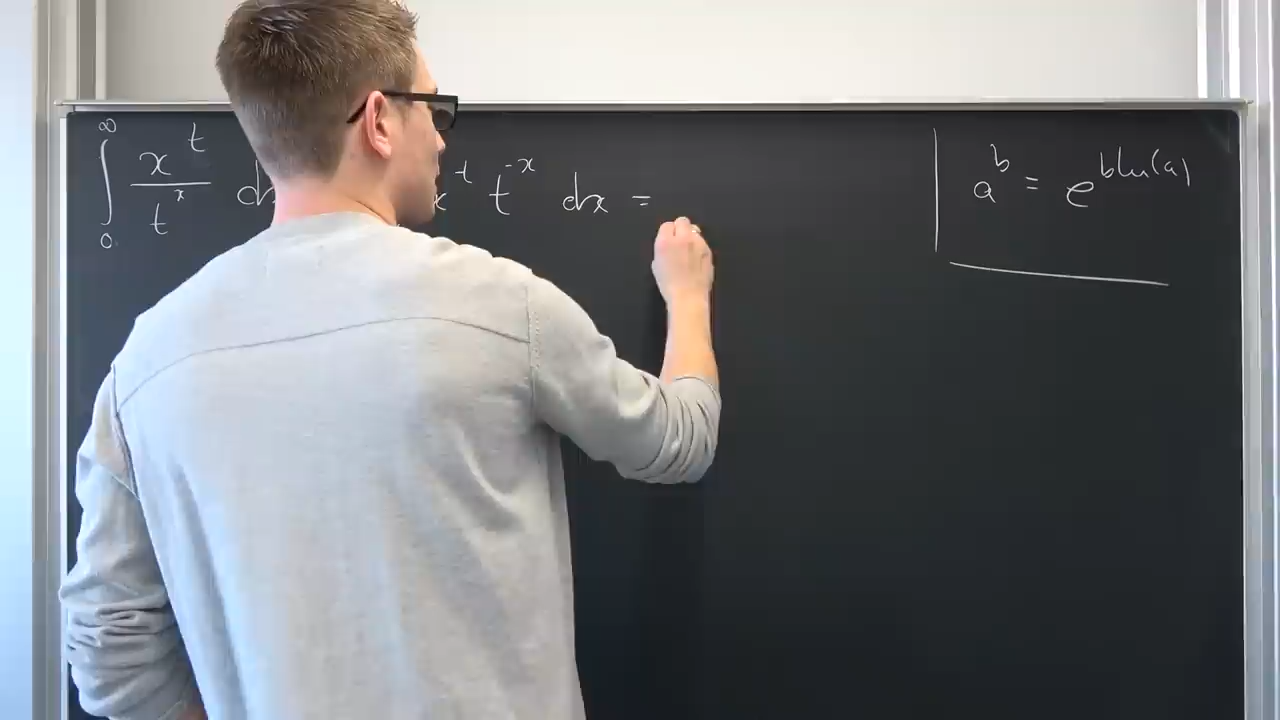 ∞
∫ x^t / t^x dx x^t t^{-x} dx =
0
a^b = e^{b ln(a)}